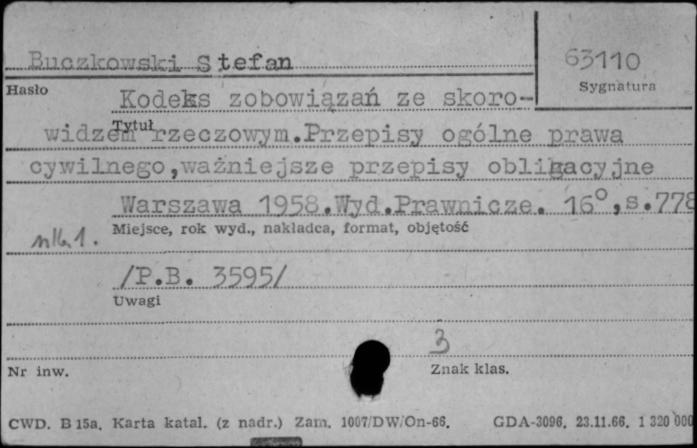 Buczkowski Stefan
63110
Hasło
Sygnatura
Kodeks zobowiązań ze skoro-
Tytuł
widzem rzeczowym.Przepisy ogólne prawa
cywilnego,ważniejsze przepisy obligacyjne
Warszawa 1958.Wyd.Prawnicze. 16°,s.778
Miejsce, rok wyd., nakładca, format, objętość
1.
/P.B. 3595/
Uwagi
3
Nr inw.
Znak klas.
CWD. B 15a. Karta katal. (z nadr.) Zam. 1007/DW/On-66. GDA-3096. 23.11.66. 1 320 000